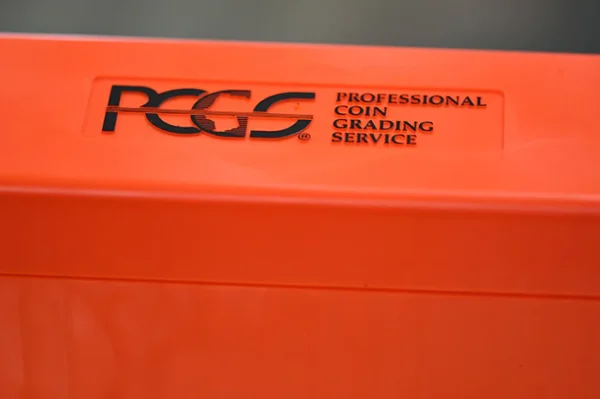 PCGS®
PROFESSIONAL
COIN
GRADING
SERVICE